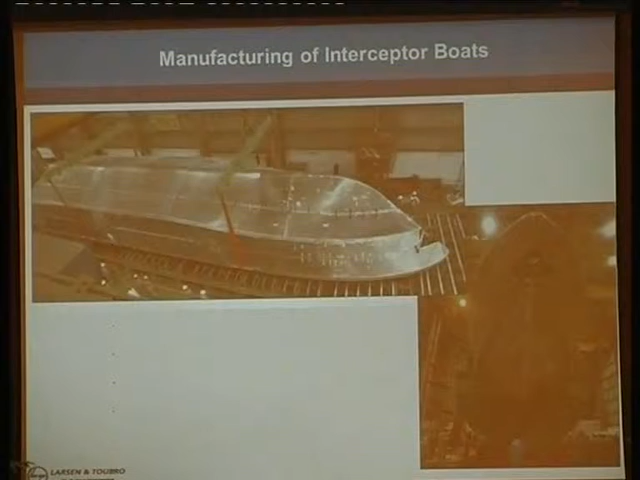 Manufacturing of Interceptor Boats
LARSEN & TOUBRO